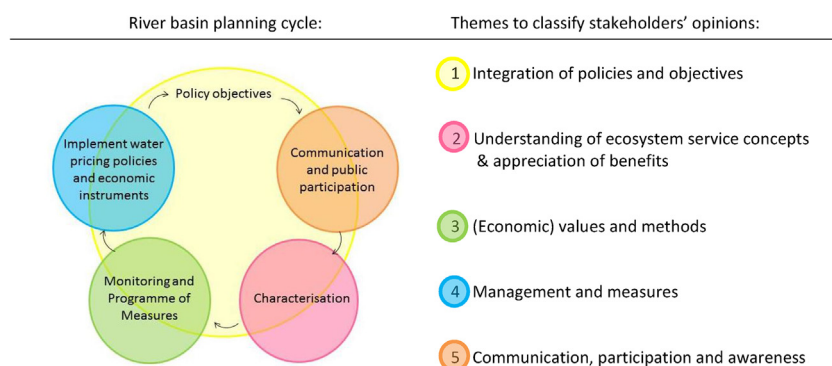 River basin planning cycle:
Themes to classify stakeholders’ opinions:
Policy objectives
Communication
and public
participation
Characterisation
Monitoring and
Programme of
Measures
Implement water
pricing policies
and economic
instruments
1 Integration of policies and objectives
2 Understanding of ecosystem service concepts
& appreciation of benefits
3 (Economic) values and methods
4 Management and measures
5 Communication, participation and awareness